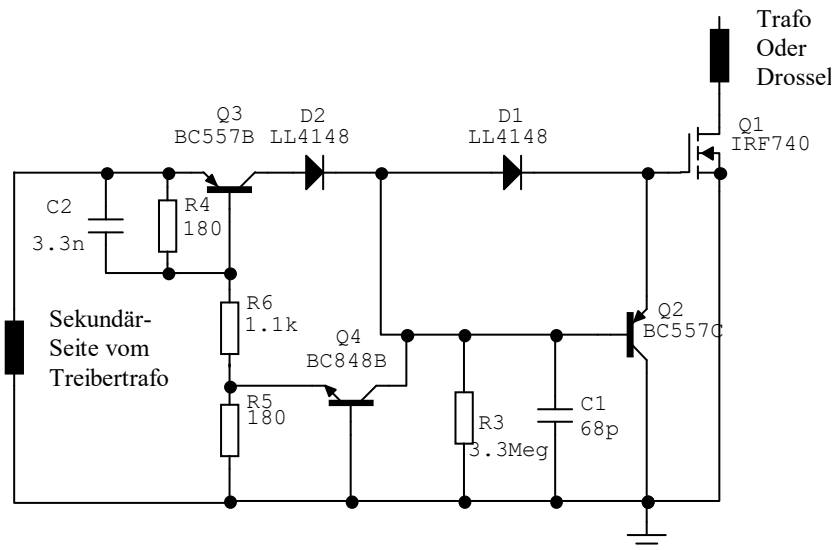 Trafo
Oder
Drossel
Q3
BC557B
D2
LL4148
D1
LL4148
Q1
IRF740
C2
3.3n
R4
180
Sekundär-
Seite vom
Treibertrafo
R6
1.1k
Q4
BC848B
Q2
BC557C
R5
180
R3
3.3Meg
C1
68p